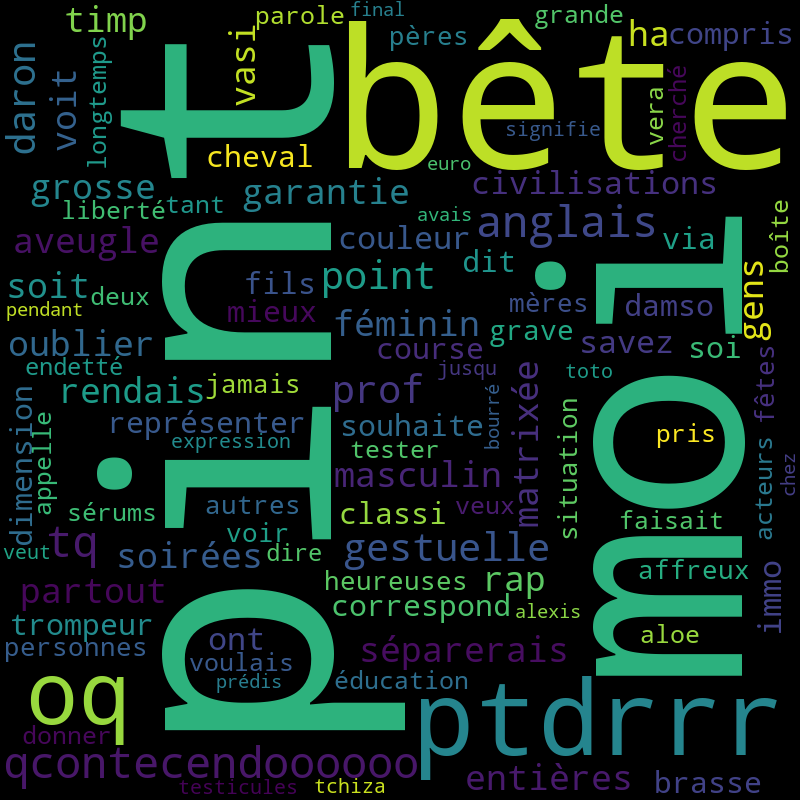 timp
parole
final
grande
pères
ha
compris
bête
daron
voit
longtemps
vasi
pint
cheval
signifie
vera
cherché
euro
grosse
garantie
civilisations
liberté
tant
avais
anglais
via
boîte
aveugle
couleur
dit
moi
soit
deux
fils
point
gens
pendant
mieux
mères
damso
oublier
féminin
grave
savez
soi
course
endetté
rendais
jamais
prof
jusqu
toto
matrixée
fêtes
dimension
appelle
représenter
souhaite
bourré
situation
pris
acteurs
chez
expression
tester
masculin
sérums
autres
classi
veux
faisait
voir
tq
veut
soirées
dire
gestuelle
affreux
immo
partout
heureuses
rap
correspond
alexis
trompeur
ont
aloe
personnes
voulais
séparerais
prédis
éducation
oq
ptdrrr
donner
qcontecendoooooo
testicules
tchiza
entières
brasse